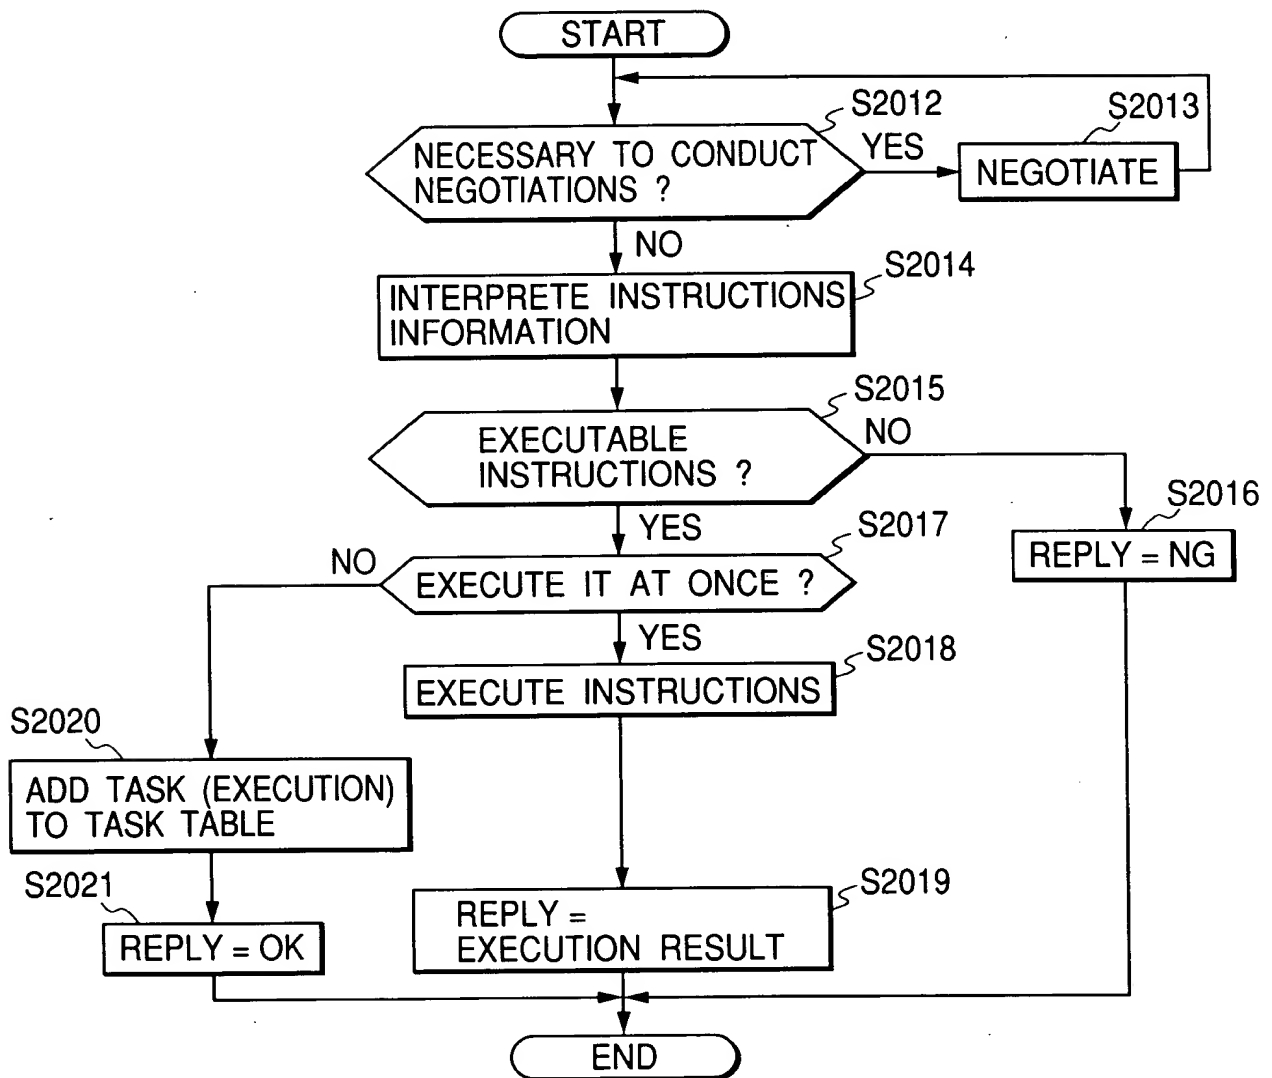 START
S2012
S2013
NECESSARY TO CONDUCT
NEGOTIATIONS ?
YES
NEGOTIATE
NO
S2014
INTERPRETE INSTRUCTIONS
INFORMATION
S2015
EXECUTABLE
INSTRUCTIONS ?
NO
S2016
REPLY = NG
YES
S2017
NO
EXECUTE IT AT ONCE ?
YES
S2018
EXECUTE INSTRUCTIONS
S2020
ADD TASK (EXECUTION)
TO TASK TABLE
S2021
REPLY = OK
S2019
REPLY =
EXECUTION RESULT
END